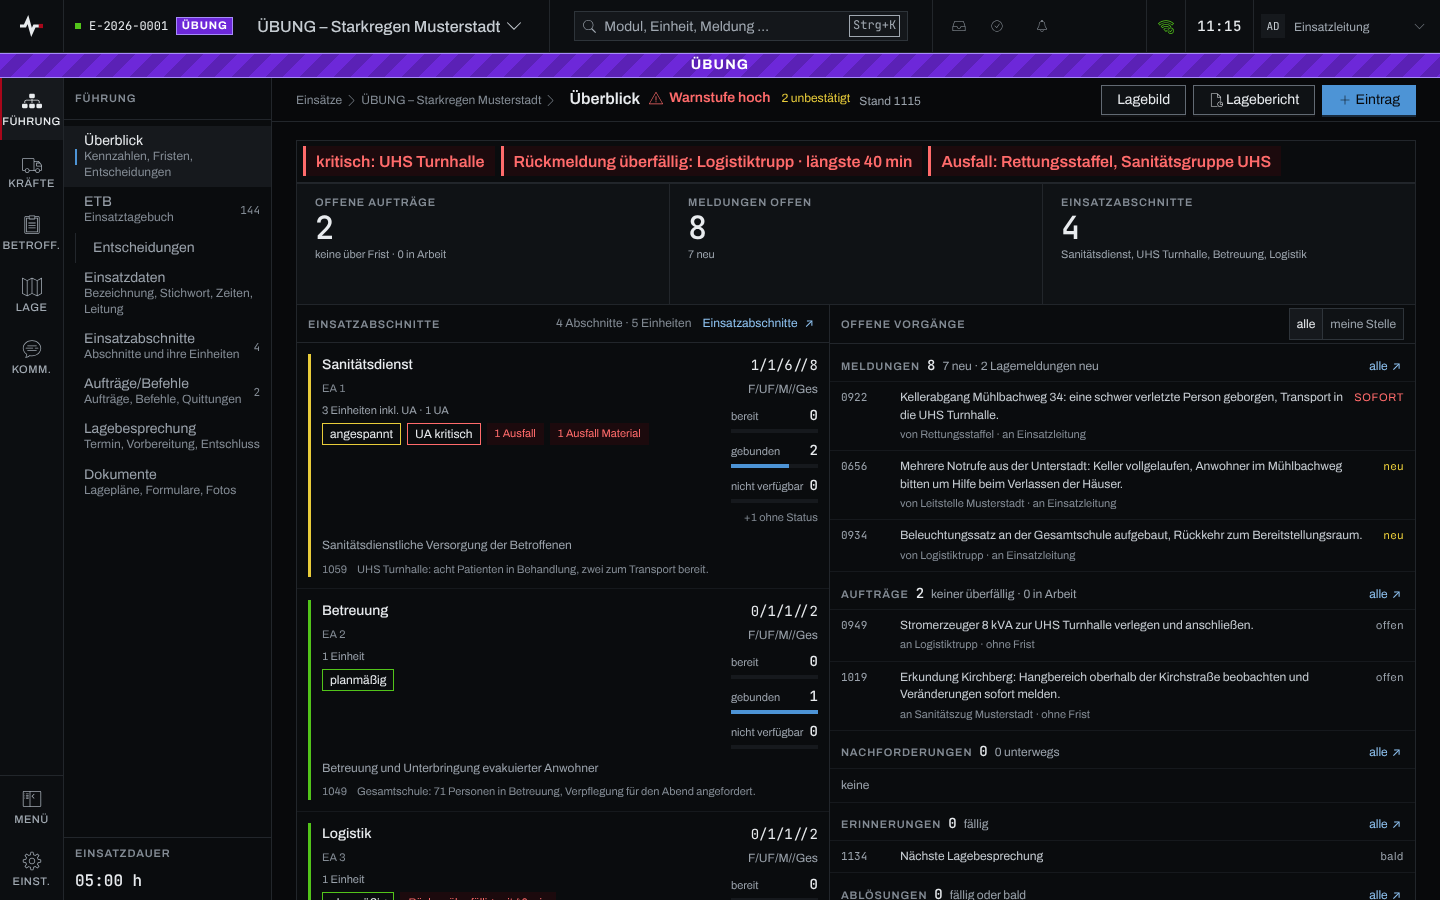 E-2026-0001 ÜBUNG ÜBUNG – Starkregen Musterstadt Modul, Einheit, Meldung ... Strg+K 11:15 AD Einsatzleitung
ÜBUNG
FÜHRUNG
KRÄFTE
BETROFF.
LAGE
KOMM.
MENÜ
EINST.
FÜHRUNG
Überblick
Kennzahlen, Fristen,
Entscheidungen
ETB
Einsatztagebuch 144
Entscheidungen
Einsatzdaten
Bezeichnung, Stichwort, Zeiten,
Leitung
Einsatzabschnitte
Abschnitte und ihre Einheiten 4
Aufträge/Befehle
Aufträge, Befehle, Quittungen 2
Lagebesprechung
Termin, Vorbereitung, Entschluss
Dokumente
Lagepläne, Formulare, Fotos
EINSATZDAUER
05:00 h
Einsätze ÜBUNG – Starkregen Musterstadt Überblick Warnstufe hoch 2 unbestätigt Stand 1115 Lagebild Lagebericht + Eintrag
kritisch: UHS Turnhalle Rückmeldung überfällig: Logistiktrupp · längste 40 min Ausfall: Rettungsstaffel, Sanitätsgruppe UHS
OFFENE AUFTRÄGE
2
keine über Frist · 0 in Arbeit
MELDUNGEN OFFEN
8
7 neu
EINSATZABSCHNITTE
4
Sanitätsdienst, UHS Turnhalle, Betreuung, Logistik
EINSATZABSCHNITTE 4 Abschnitte · 5 Einheiten Einsatzabschnitte ↗
Sanitätsdienst 1/1/6//8
EA 1 F/UF/M//Ges
3 Einheiten inkl. UA · 1 UA
angespannt UA kritisch 1 Ausfall 1 Ausfall Material
bereit 0
gebunden 2
nicht verfügbar 0
+1 ohne Status
Sanitätsdienstliche Versorgung der Betroffenen
1059 UHS Turnhalle: acht Patienten in Behandlung, zwei zum Transport bereit.
Betreuung 0/1/1//2
EA 2 F/UF/M//Ges
1 Einheit
planmäßig
bereit 0
gebunden 1
nicht verfügbar 0
Betreuung und Unterbringung evakuierter Anwohner
1049 Gesamtschule: 71 Personen in Betreuung, Verpflegung für den Abend angefordert.
Logistik 0/1/1//2
EA 3 F/UF/M//Ges
1 Einheit
bereit 0
OFFENE VORGÄNGE alle meine Stelle
MELDUNGEN 8 7 neu · 2 Lagemeldungen neu alle ↗
0922 Kellerabgang Mühlbachweg 34: eine schwer verletzte Person geborgen, Transport in SOFORT
die UHS Turnhalle.
von Rettungsstaffel · an Einsatzleitung
0656 Mehrere Notrufe aus der Unterstadt: Keller vollgelaufen, Anwohner im Mühlbachweg neu
bitten um Hilfe beim Verlassen der Häuser.
von Leitstelle Musterstadt · an Einsatzleitung
0934 Beleuchtungssatz an der Gesamtschule aufgebaut, Rückkehr zum Bereitstellungsraum. neu
von Logistiktrupp · an Einsatzleitung
AUFTRÄGE 2 keiner überfällig · 0 in Arbeit alle ↗
0949 Stromerzeuger 8 kVA zur UHS Turnhalle verlegen und anschließen. offen
an Logistiktrupp · ohne Frist
1019 Erkundung Kirchberg: Hangbereich oberhalb der Kirchstraße beobachten und offen
Veränderungen sofort melden.
an Sanitätszug Musterstadt · ohne Frist
NACHFORDERUNGEN 0 0 unterwegs alle ↗
keine
ERINNERUNGEN 0 fällig alle ↗
1134 Nächste Lagebesprechung bald
ABLÖSUNGEN 0 fällig oder bald alle ↗